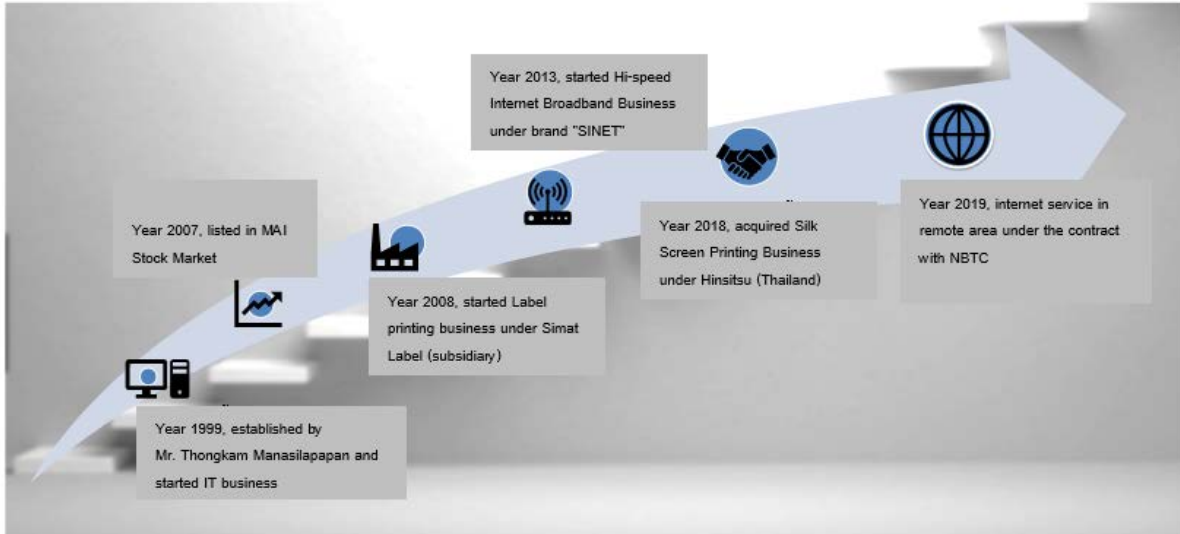 Year 2013, started Hi-speed
Internet Broadband Business
under brand "SINET"
Year 2007, listed in MAI
Stock Market
Year 2018, acquired Silk
Screen Printing Business
under Hinsitsu (Thailand)
Year 2019, internet service in
remote area under the contract
with NBTC
Year 2008, started Label
printing business under Simat
Label (subsidiary)
Year 1999, established by
Mr. Thongkam Manasilapapan and
started IT business